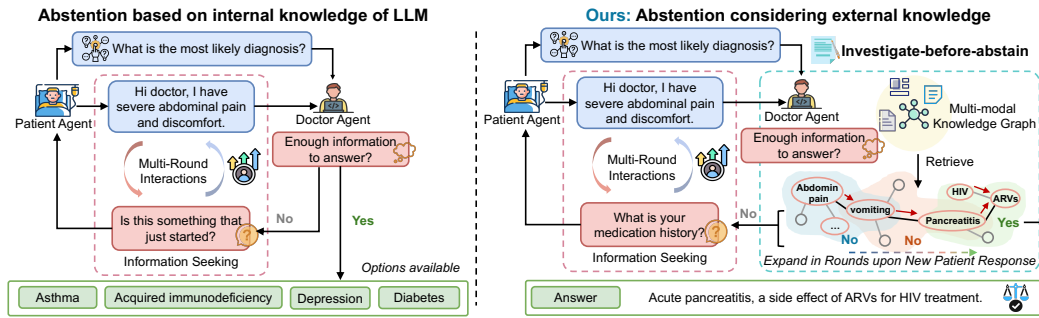 Abstention based on internal knowledge of LLM
What is the most likely diagnosis?
Patient Agent
Hi doctor, I have
severe abdominal pain
and discomfort.
Doctor Agent
Enough information
to answer?
Multi-Round
Interactions
No
Yes
Is this something that
just started?
Information Seeking
Options available
Asthma
Acquired immunodeficiency
Depression
Diabetes
Ours: Abstention considering external knowledge
What is the most likely diagnosis?
Investigate-before-abstain
Patient Agent
Hi doctor, I have
severe abdominal pain
and discomfort.
Doctor Agent
Multi-modal
Knowledge Graph
Enough information
to answer?
Retrieve
Multi-Round
Interactions
Abdomin
pain
vomiting
HIV
ARVs
Pancreatitis
...
No
No
Yes
No
What is your
medication history?
Information Seeking
Expand in Rounds upon New Patient Response
Answer
Acute pancreatitis, a side effect of ARVs for HIV treatment.